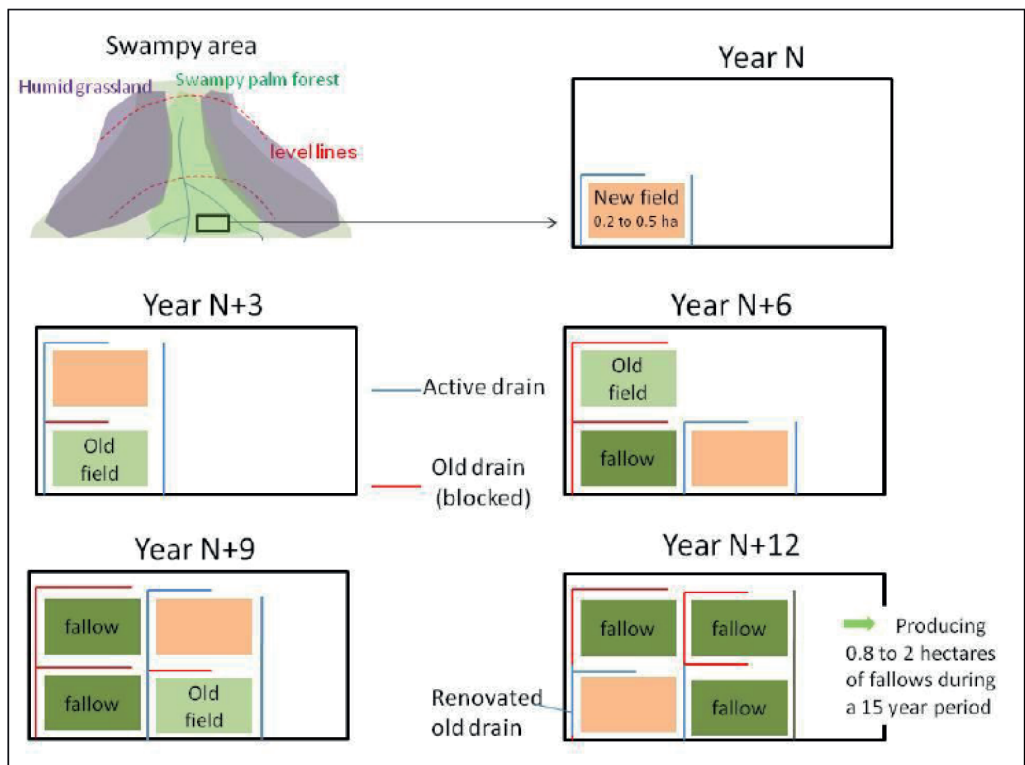 Swampy area
Humid grassland
Swampy palm forest
level lines
Year N
New field
0.2 to 0.5 ha
Year N+3
Old
field
Active drain
Old drain
(blocked)
Year N+6
Old
field
fallow
Year N+9
fallow
fallow
Old
field
Year N+12
fallow
fallow
fallow
Renovated
old drain
Producing
0.8 to 2 hectares
of fallows during
a 15 year period